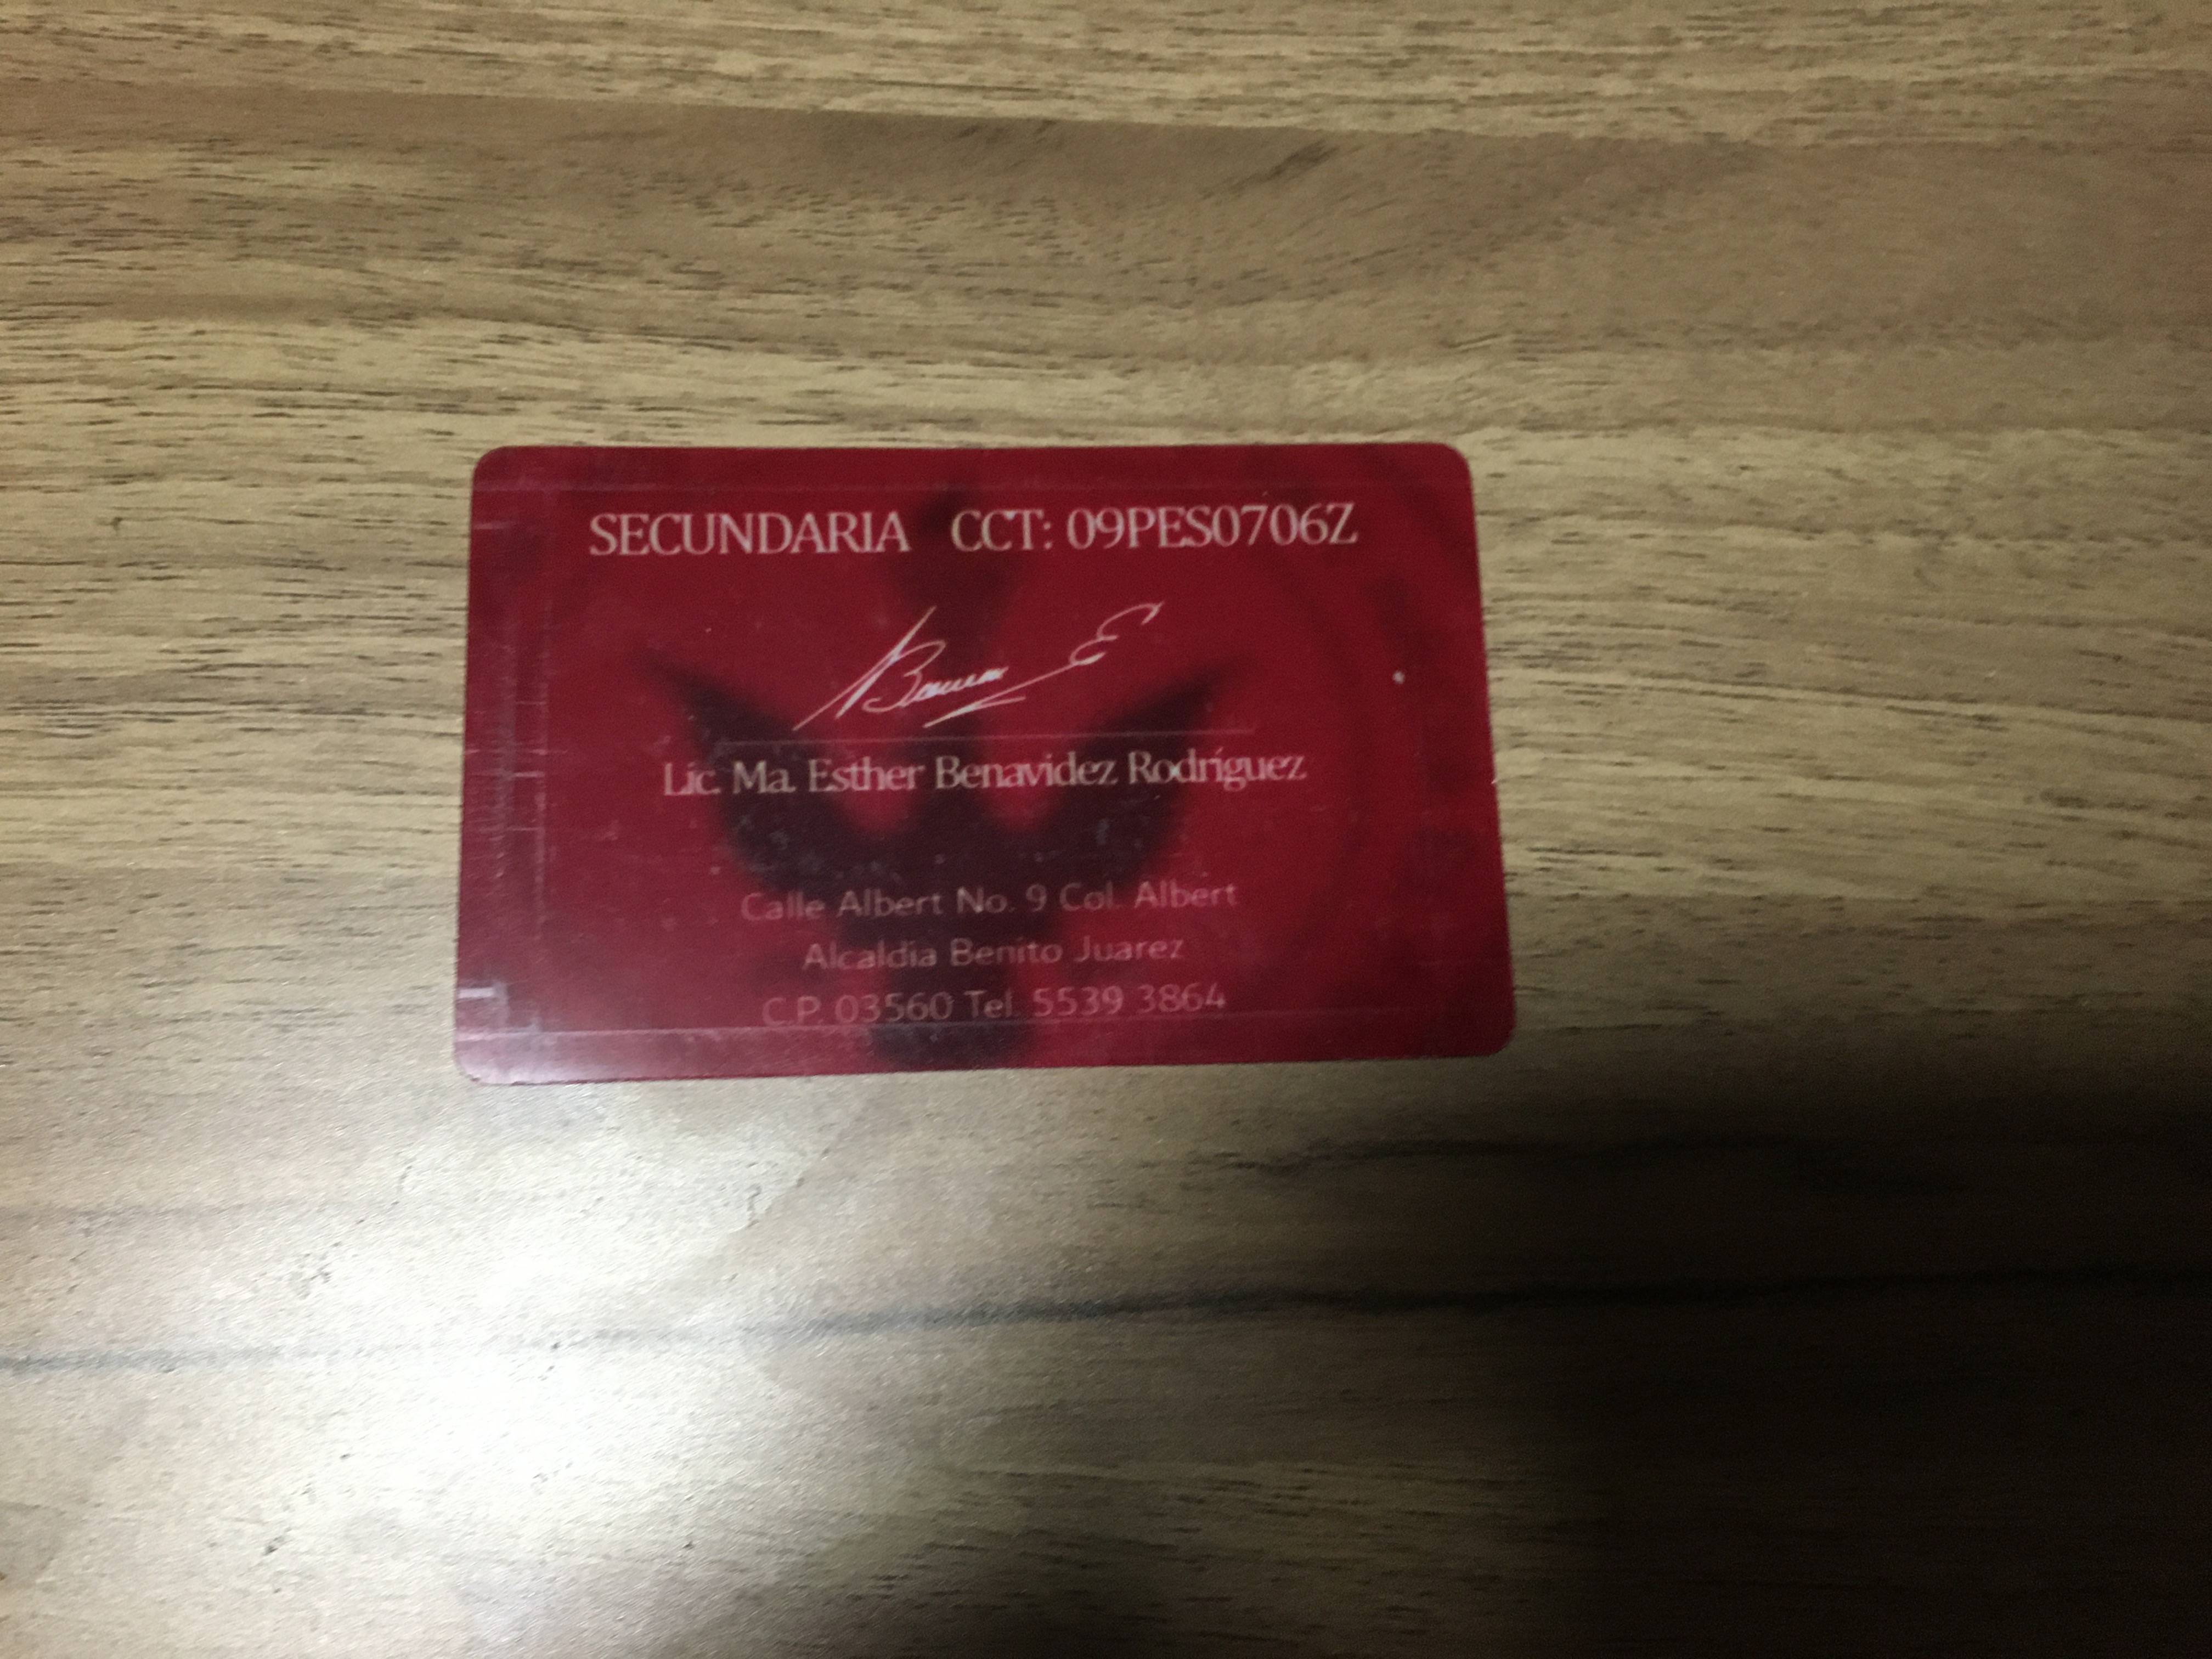 SECUNDARIA CCT: 09PES0706Z
Lic. Ma. Esther Benavidez Rodríguez
Calle Albert No. 9 Col. Albert
Alcaldia Benito Juarez
C.P. 03560 Tel. 5539 3864